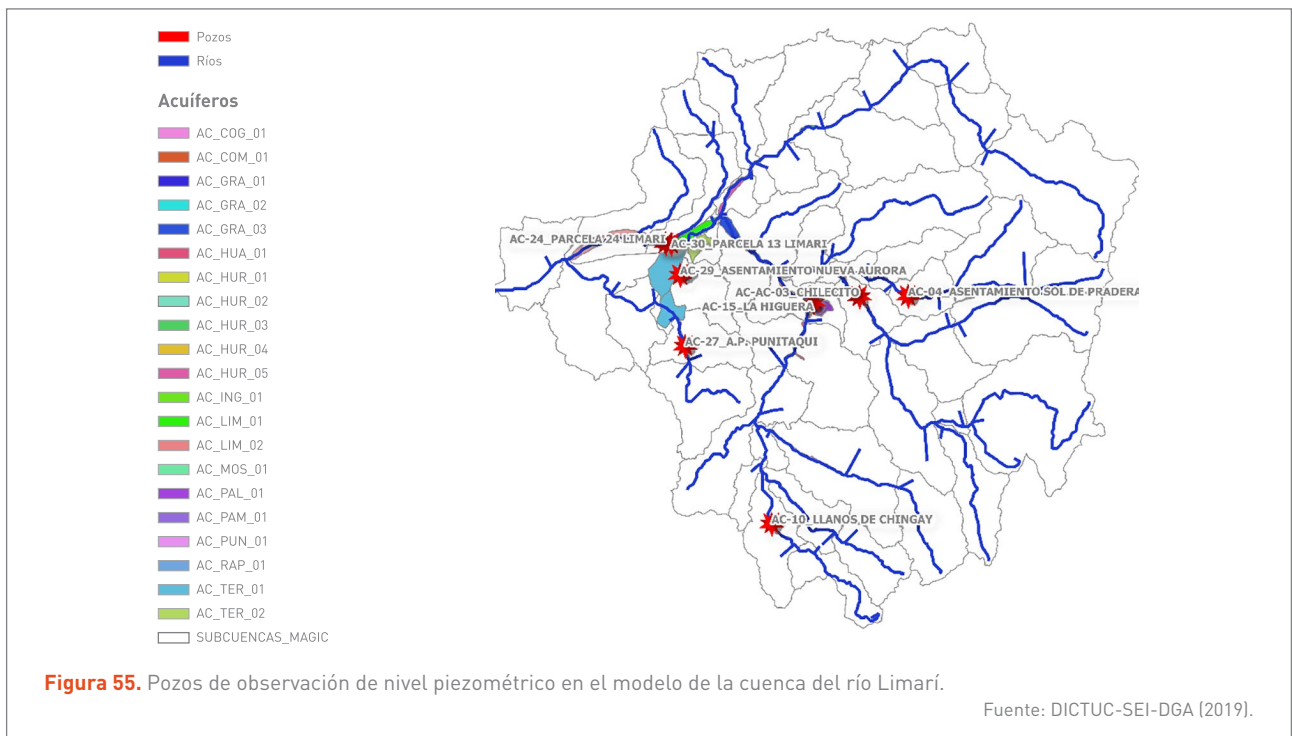 Pozos
Ríos
Acuíferos
AC_COG_01
AC_COM_01
AC_GRA_01
AC_GRA_02
AC_GRA_03
AC_HUA_01
AC_HUR_01
AC_HUR_02
AC_HUR_03
AC_HUR_04
AC_HUR_05
AC_ING_01
AC_LIM_01
AC_LIM_02
AC_MOS_01
AC_PAL_01
AC_PAM_01
AC_PUN_01
AC_RAP_01
AC_TER_01
AC_TER_02
SUBCUENCAS_MAGIC
AC-24_PARCELA 24 LIMARI
AC-30_PARCELA 13 LIMARI
AC-29_ASENTAMIENTO NUEVA AURORA
AC-AC-03_CHILECITO
AC-04_ASENTAMIENTO SOL DE PRADERA
AC-15_LA HIGUERA
AC-27_A.P. PUNITAQUI
AC-10_LLANOS DE CHINGAY
Figura 55. Pozos de observación de nivel piezométrico en el modelo de la cuenca del río Limarí.
Fuente: DICTUC-SEI-DGA (2019).